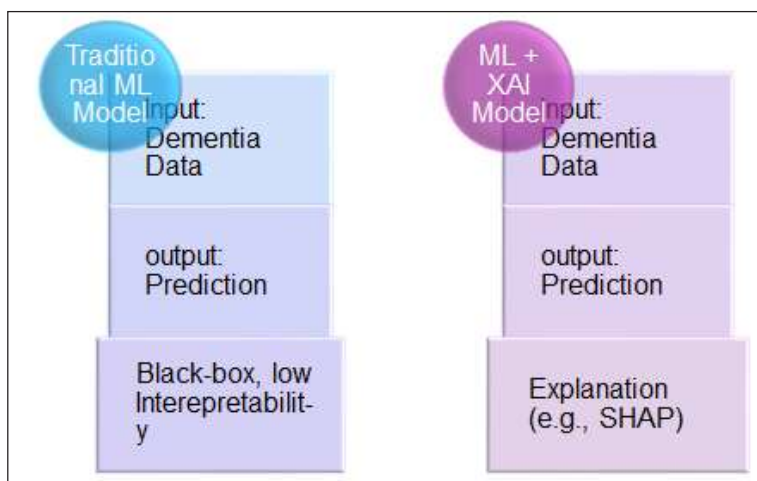 Traditio
nal ML
Model
Input:
Dementia
Data
output:
Prediction
Black-box, low
Interepretabilit-
y
ML +
XAI
Model
Input:
Dementia
Data
output:
Prediction
Explanation
(e.g., SHAP)